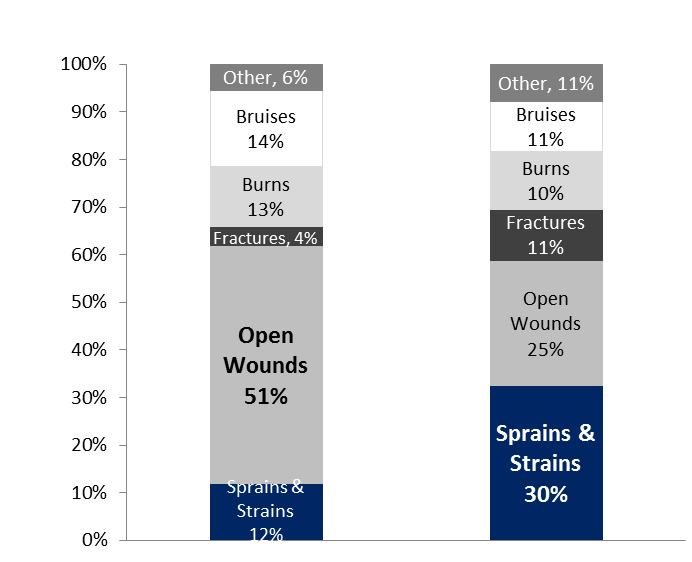 100%
90%
80%
70%
60%
50%
40%
30%
20%
10%
0%
Other, 6%
Bruises
14%
Burns
13%
Fractures, 4%
Open
Wounds
51%
Sprains &
Strains
12%
Other, 11%
Bruises
11%
Burns
10%
Fractures
11%
Open
Wounds
25%
Sprains &
Strains
30%